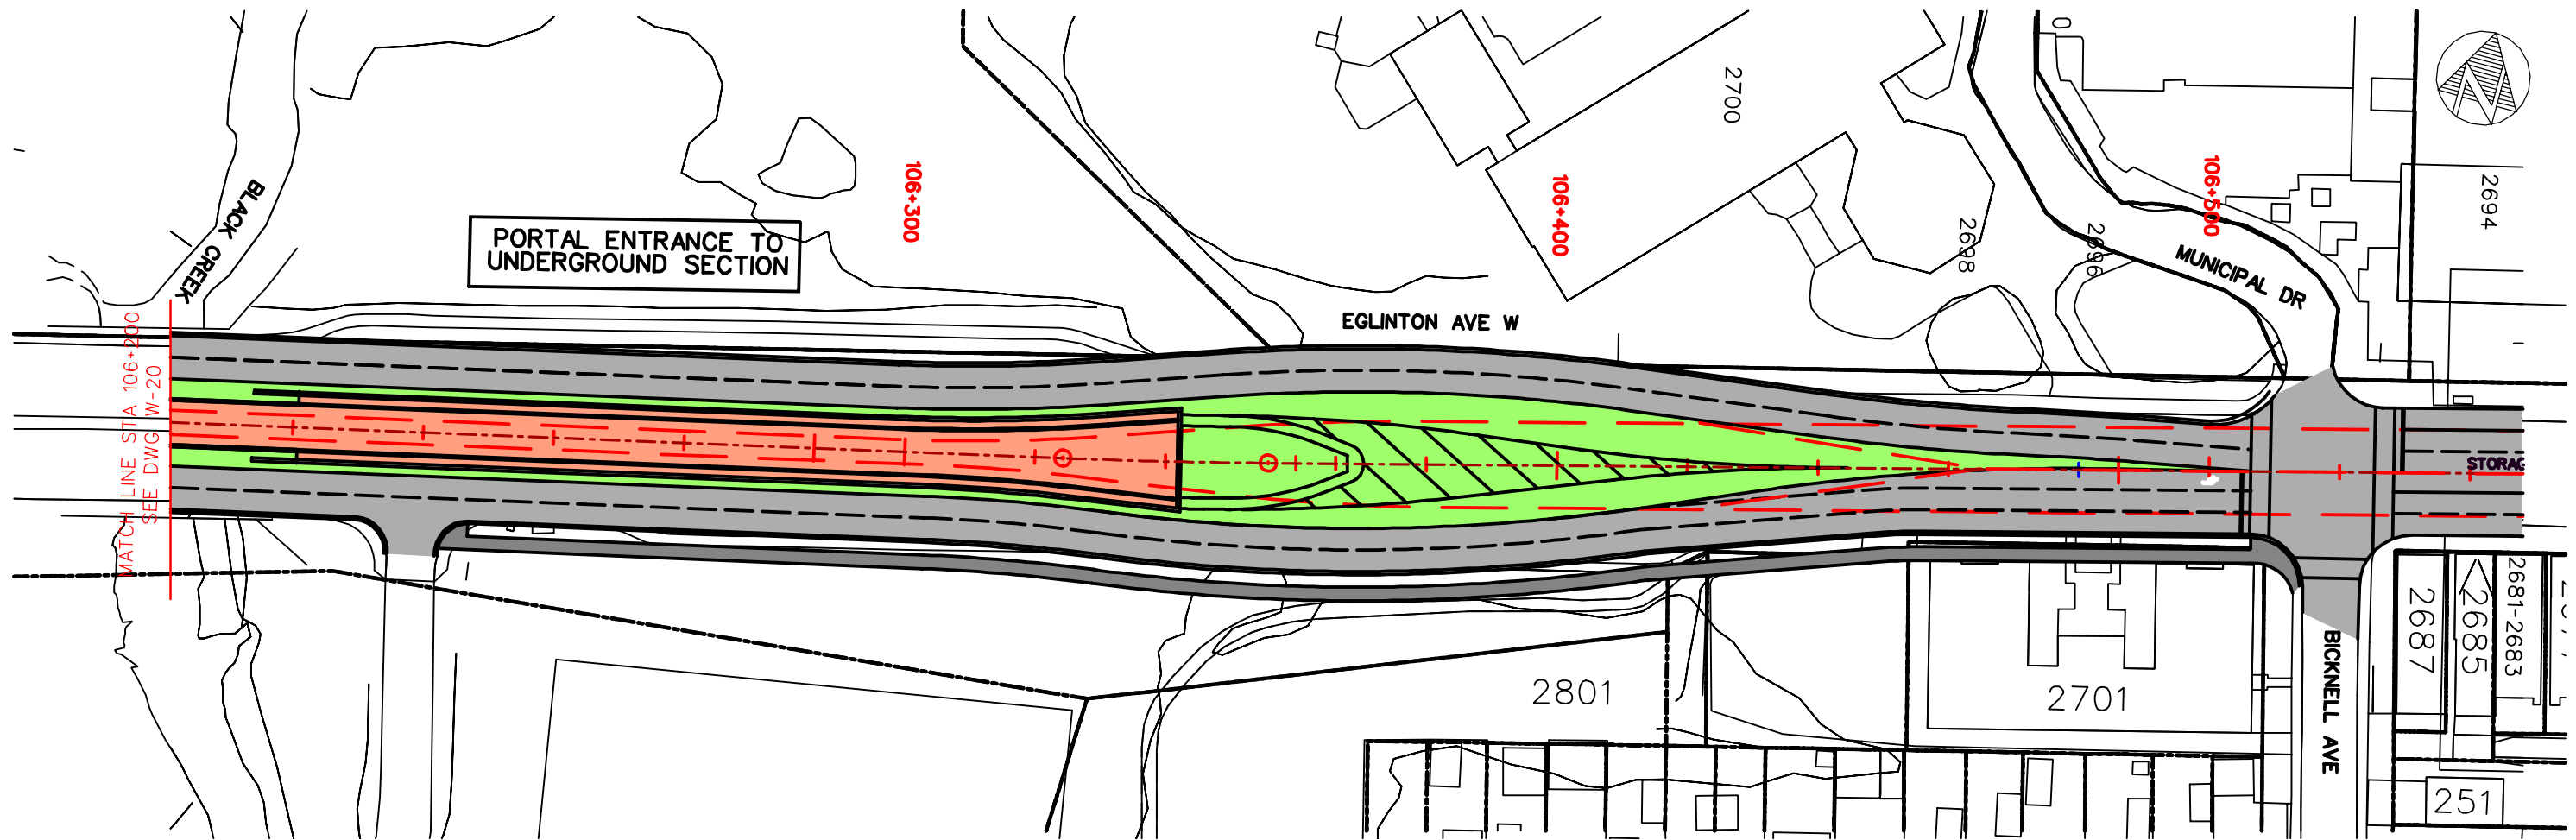 BLACK CREEK
PORTAL ENTRANCE TO
UNDERGROUND SECTION
106+300
EGLINTON AVE W
106+400
2700
2698
2696
106+500
MUNICIPAL DR
0
N
2694
MATCH LINE STA 106+200
SEE DWG W-20
STORAG
2801
2701
BICKNELL AVE
2687
2685
2681-2683
251